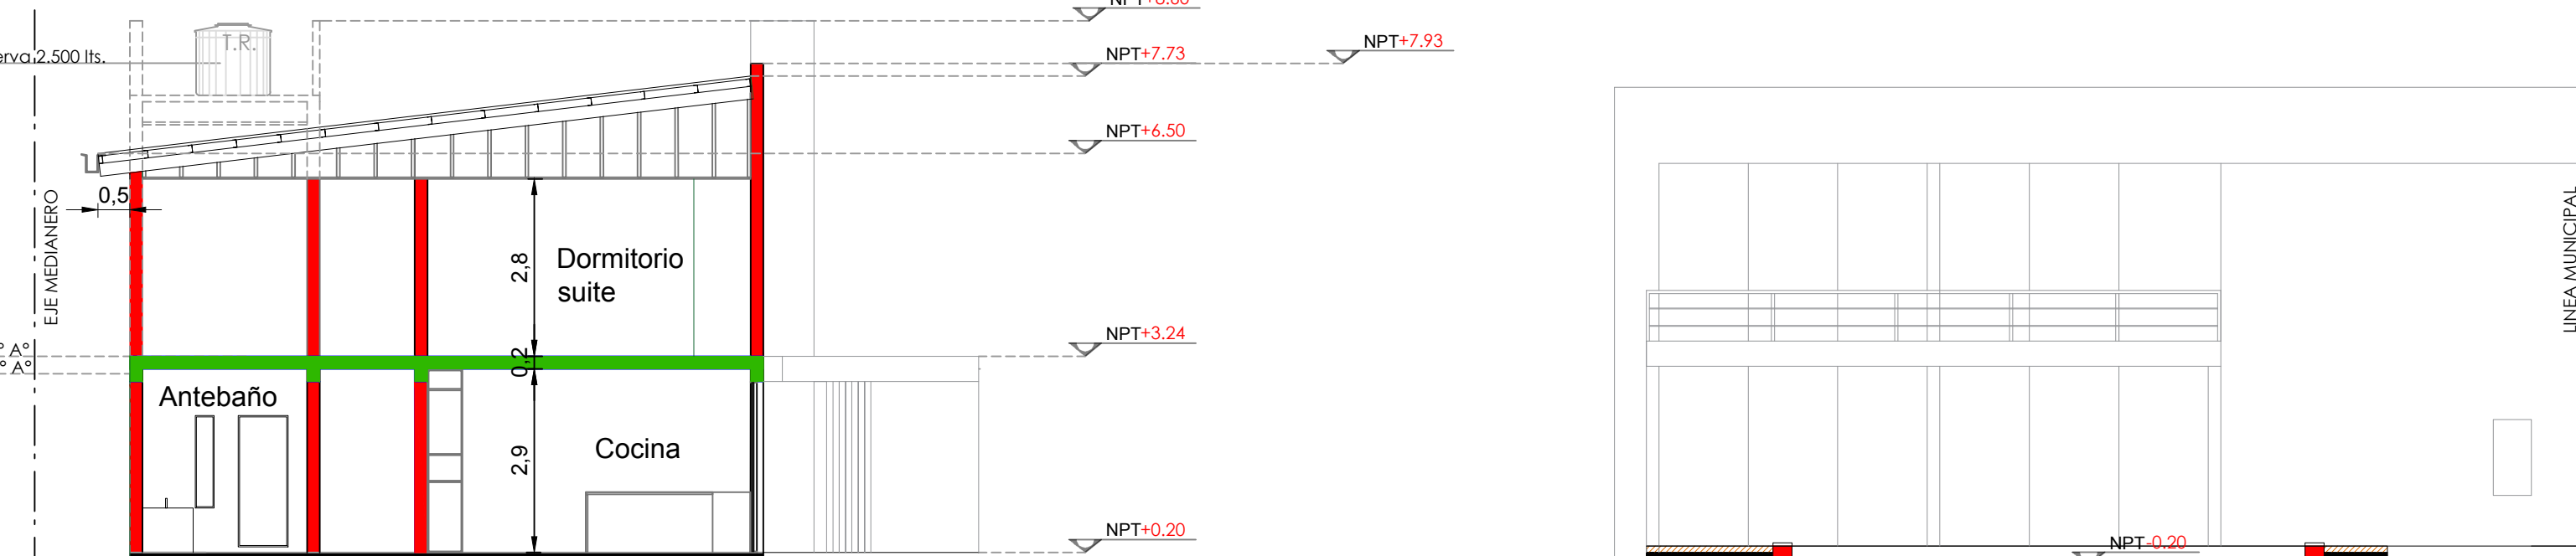 T.R.
2.500 lts.
NPT+7.73
NPT+7.93
NPT+6.50
0,5
EJE MEDIANERO
2,8
Dormitorio
suite
LINEA MUNICIPAL
NPT+3.24
A°
A°
0,2
Antebaño
Cocina
2,9
NPT+0.20
NPT-0.20